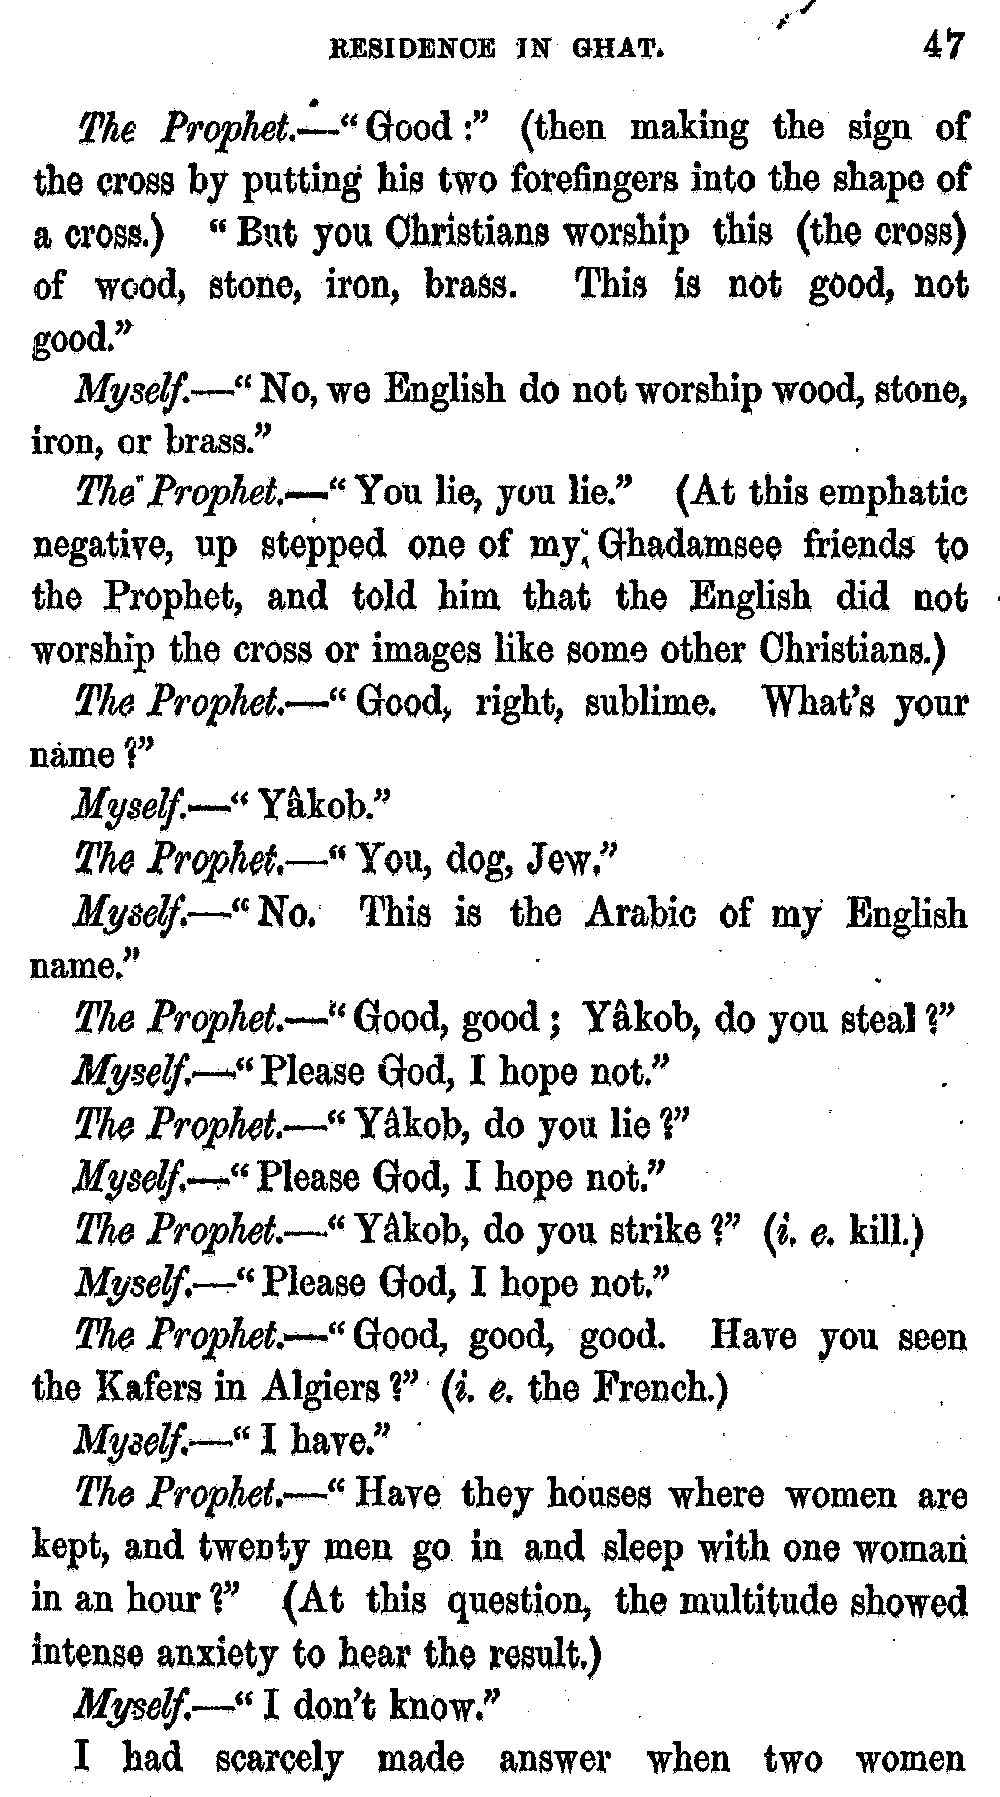 RESIDENCE IN GHAT. 47
The Prophet.—“Good :” (then making the sign of
the cross by putting his two forefingers into the shape of
a cross.) “But you Christians worship this (the cross)
of wood, stone, iron, brass. This is not good, not
good.”
Myself.—“No, we English do not worship wood, stone,
iron, or brass.”
The Prophet.—“You lie, you lie.” (At this emphatic
negative, up stepped one of my Ghadamsee friends to
the Prophet, and told him that the English did not
worship the cross or images like some other Christians.)
The Prophet.—“Good, right, sublime. What’s your
name ?”
Myself.—“Yâkob.”
The Prophet.—“You, dog, Jew.”
Myself.—“No. This is the Arabic of my English
name.”
The Prophet.—“Good, good ; Yâkob, do you steal ?”
Myself.—“Please God, I hope not.”
The Prophet.—“Yâkob, do you lie ?”
Myself.—“Please God, I hope not.”
The Prophet.—“Yâkob, do you strike ?” (i. e. kill.)
Myself.—“Please God, I hope not.”
The Prophet.—“Good, good, good. Have you seen
the Kafers in Algiers ?” (i. e. the French.)
Myself.—“I have.”
The Prophet.—“Have they houses where women are
kept, and twenty men go in and sleep with one woman
in an hour ?” (At this question, the multitude showed
intense anxiety to hear the result.)
Myself.—“I don’t know.”
I had scarcely made answer when two women